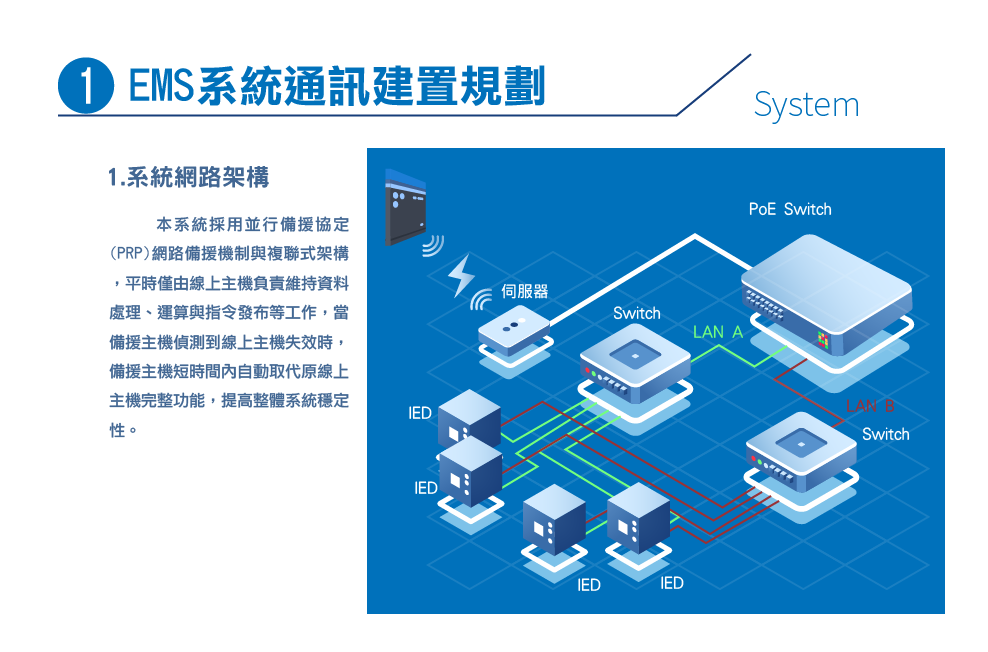 1 EMS系統通訊建置規劃
System
1.系統網路架構
本系統採用並行備援協定
(PRP)網路備援機制與複聯式架構
，平時僅由線上主機負責維持資料
處理、運算與指令發布等工作，當
備援主機偵測到線上主機失效時，
備援主機短時間內自動取代原線上
主機完整功能，提高整體系統穩定
性。
PoE Switch
伺服器
Switch
LAN A
IED
LAN B
Switch
IED
IED
IED